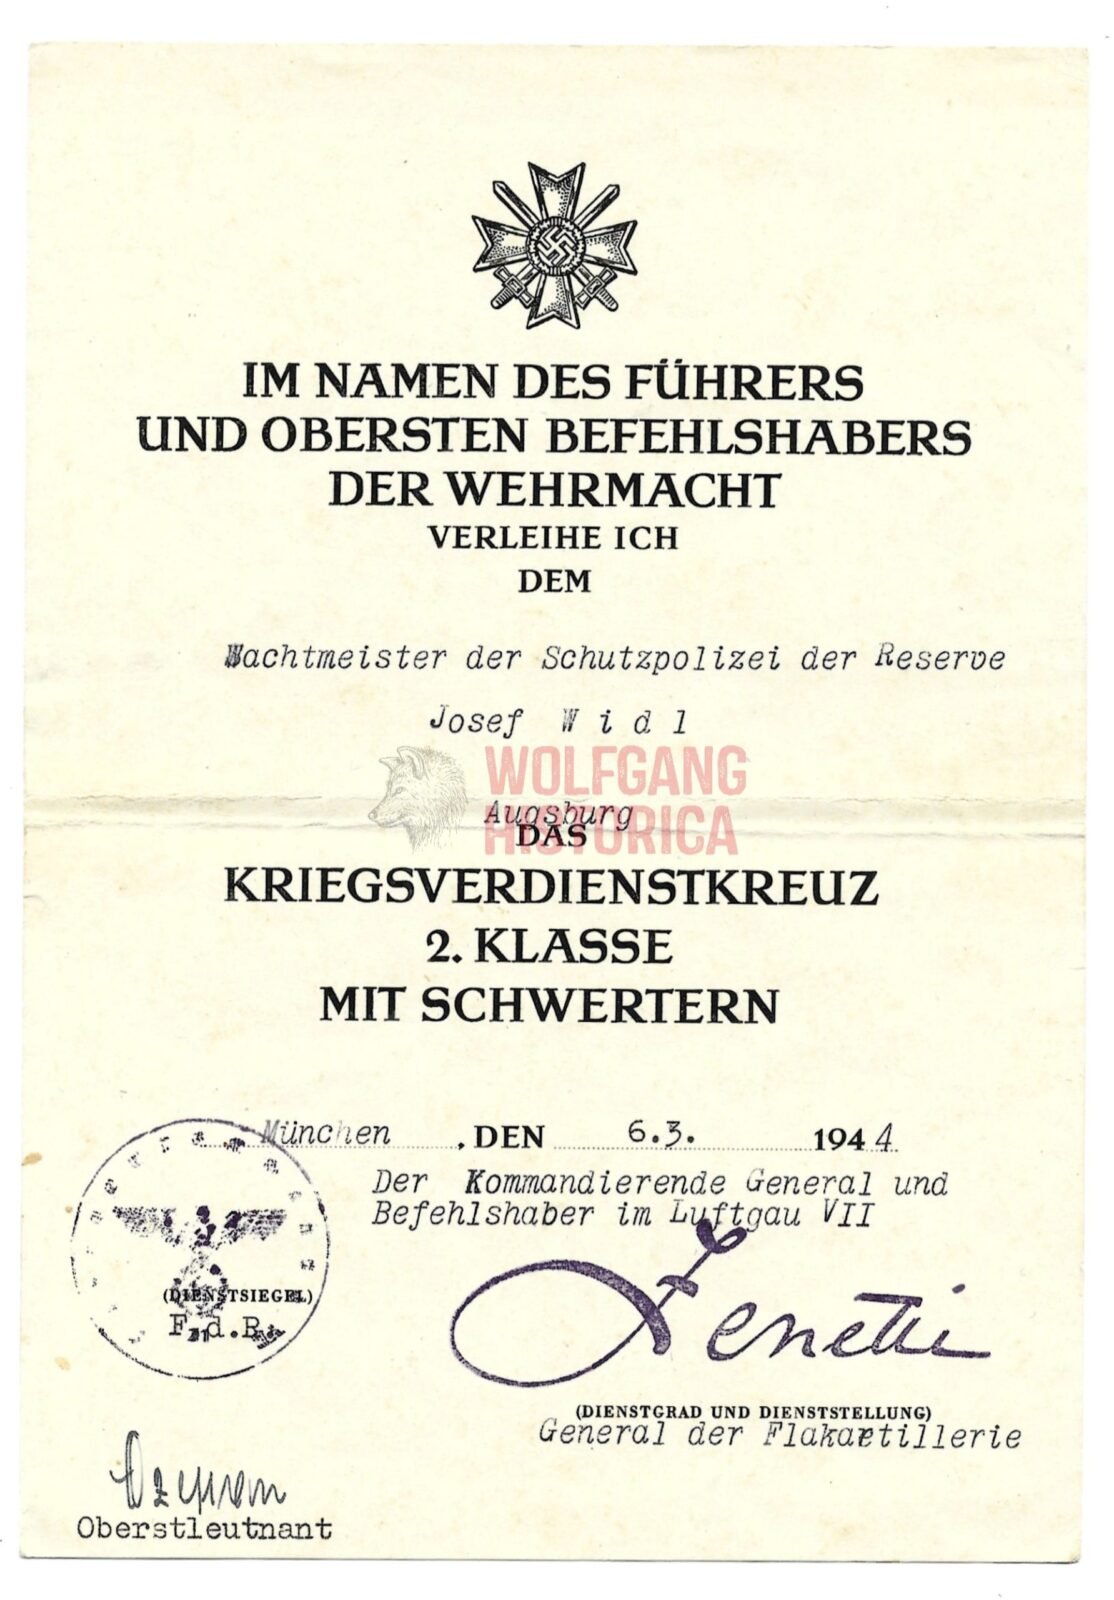 IM NAMEN DES FÜHRERS
UND OBERSTEN BEFEHLSHABERS
DER WEHRMACHT
VERLEIHE ICH
DEM
Wachtmeister der Schutzpolizei der Reserve
Josef W i d l
WOLFGANG
HISTORICA
Augsburg
DAS
KRIEGSVERDIENSTKREUZ
2. KLASSE
MIT SCHWERTERN
München , DEN 6.3. 1944
Der Kommandierende General und
Befehlshaber im Luftgau VII
(DIENSTSIEGEL)
F.d.R.
Zenetti
(DIENSTGRAD UND DIENSTSTELLUNG)
General der Flakartillerie
Oberstleutnant